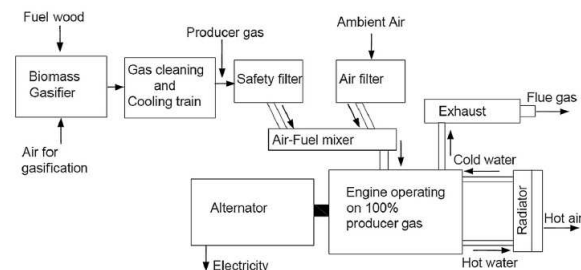 Fuel wood
Producer gas
Ambient Air
Biomass
Gasifier
Gas cleaning
and
Cooling train
Safety filter
Air filter
Flue gas
Exhaust
Air for
gasification
Air-Fuel mixer
Cold water
Alternator
Engine operating
on 100%
producer gas
Radiator
Hot air
Hot water
Electricity